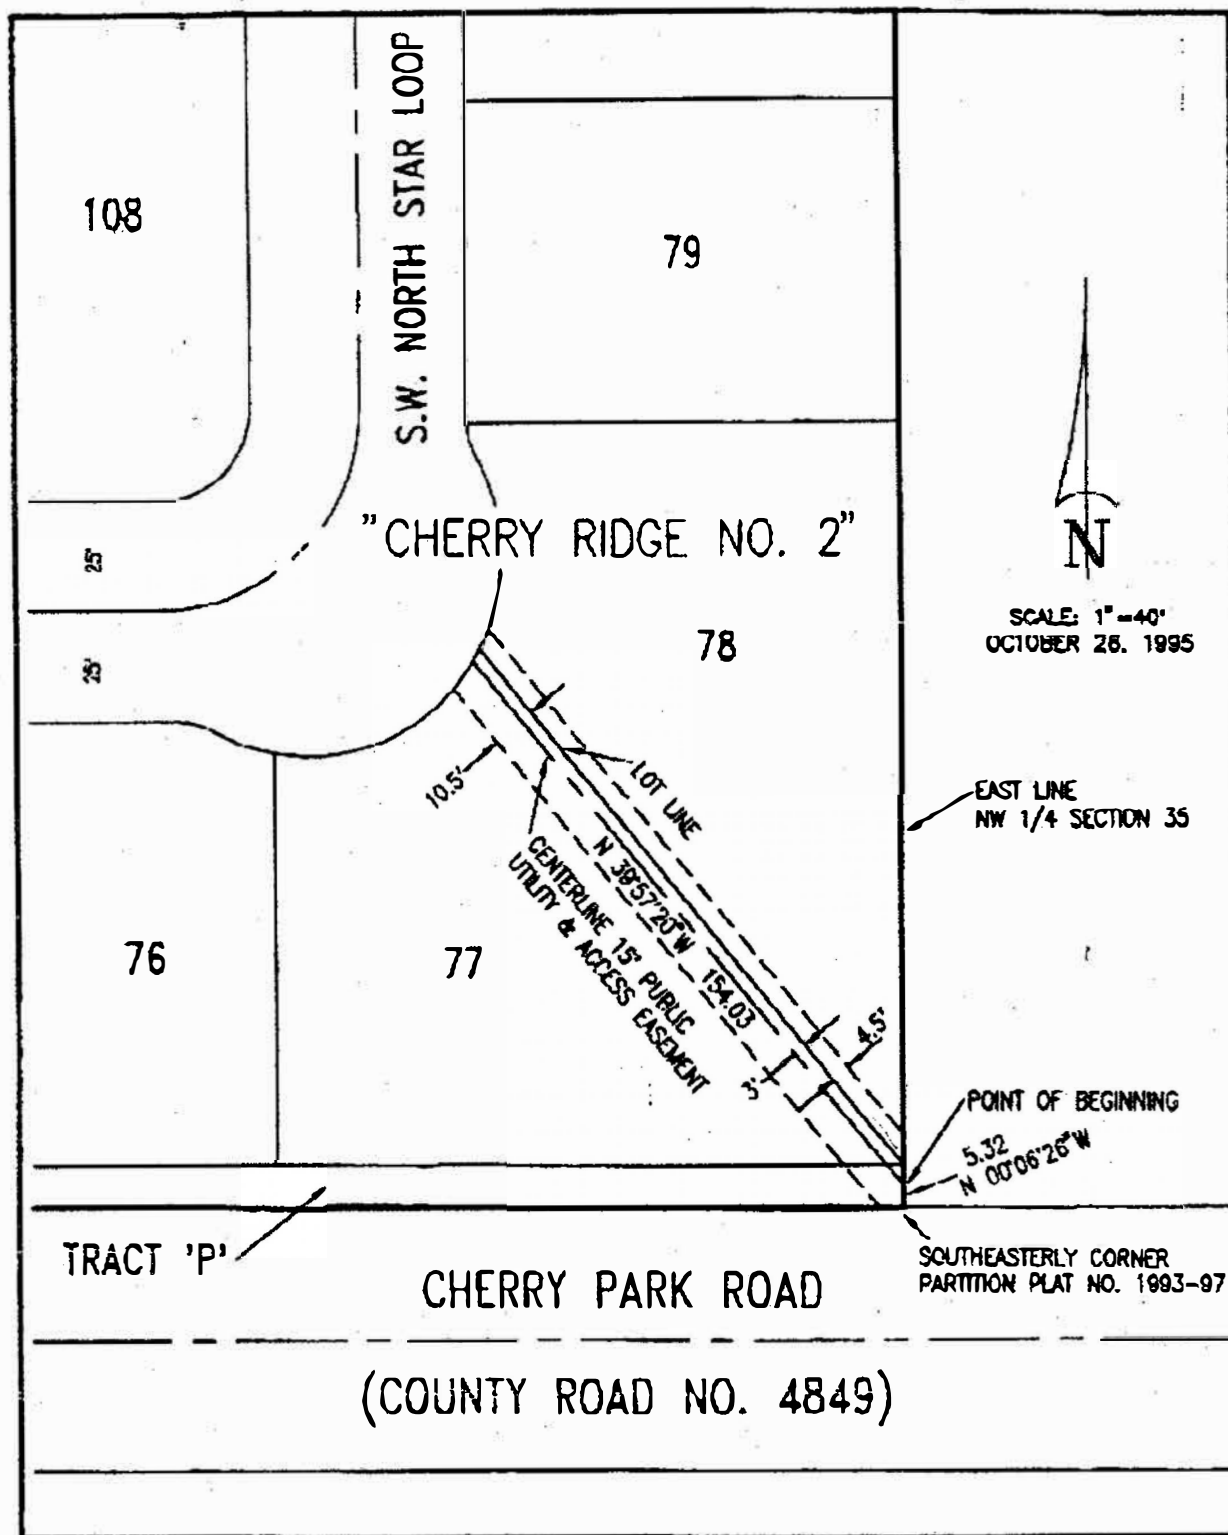 S.W. NORTH STAR LOOP
108
79
"CHERRY RIDGE NO. 2"
N
SCALE: 1"=40'
OCTOBER 26, 1995
25'
25'
78
LOT LINE
10.5'
EAST LINE
NW 1/4 SECTION 35
N 39°57'20"W 154.03
CENTERLINE 15' PUBLIC
UTILITY & ACCESS EASEMENT
76
77
4.5'
3'
POINT OF BEGINNING
5.32
N 00°06'26"W
TRACT 'P'
SOUTHEASTERLY CORNER
PARTITION PLAT NO. 1993-97
CHERRY PARK ROAD
(COUNTY ROAD NO. 4849)